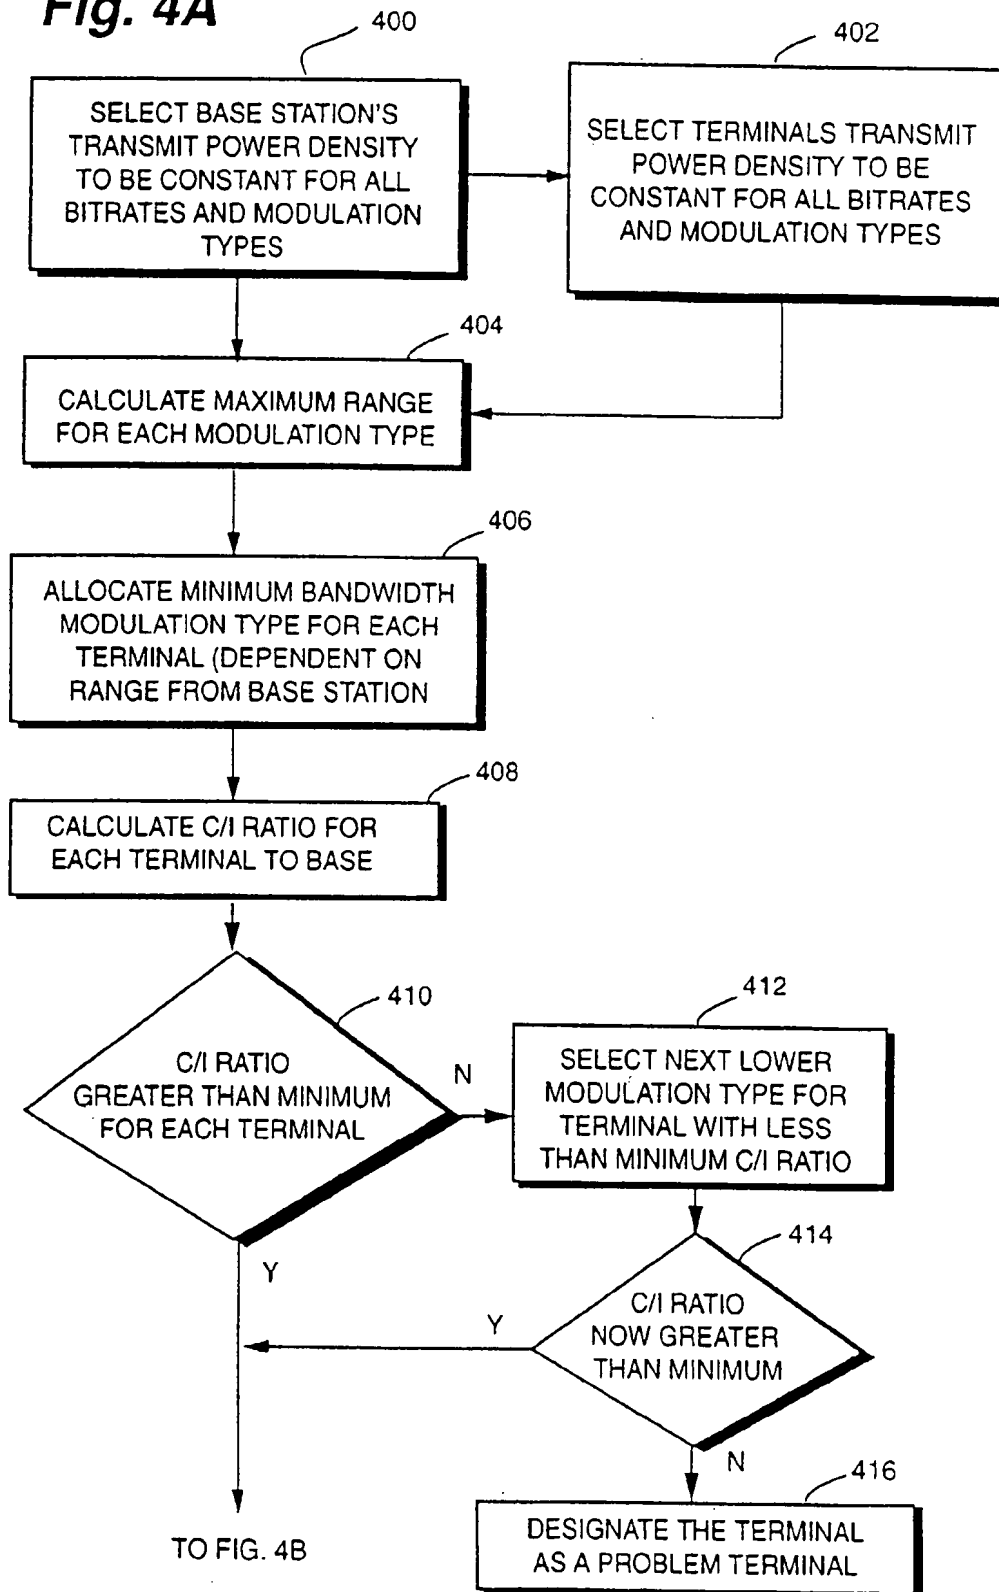 Fig. 4A
400
402
SELECT BASE STATION'S
TRANSMIT POWER DENSITY
TO BE CONSTANT FOR ALL
BITRATES AND MODULATION
TYPES
SELECT TERMINALS TRANSMIT
POWER DENSITY TO BE
CONSTANT FOR ALL BITRATES
AND MODULATION TYPES
404
CALCULATE MAXIMUM RANGE
FOR EACH MODULATION TYPE
406
ALLOCATE MINIMUM BANDWIDTH
MODULATION TYPE FOR EACH
TERMINAL (DEPENDENT ON
RANGE FROM BASE STATION
408
CALCULATE C/I RATIO FOR
EACH TERMINAL TO BASE
410
C/I RATIO
GREATER THAN MINIMUM
FOR EACH TERMINAL
N
Y
412
SELECT NEXT LOWER
MODULATION TYPE FOR
TERMINAL WITH LESS
THAN MINIMUM C/I RATIO
414
C/I RATIO
NOW GREATER
THAN MINIMUM
Y
N
416
DESIGNATE THE TERMINAL
AS A PROBLEM TERMINAL
TO FIG. 4B